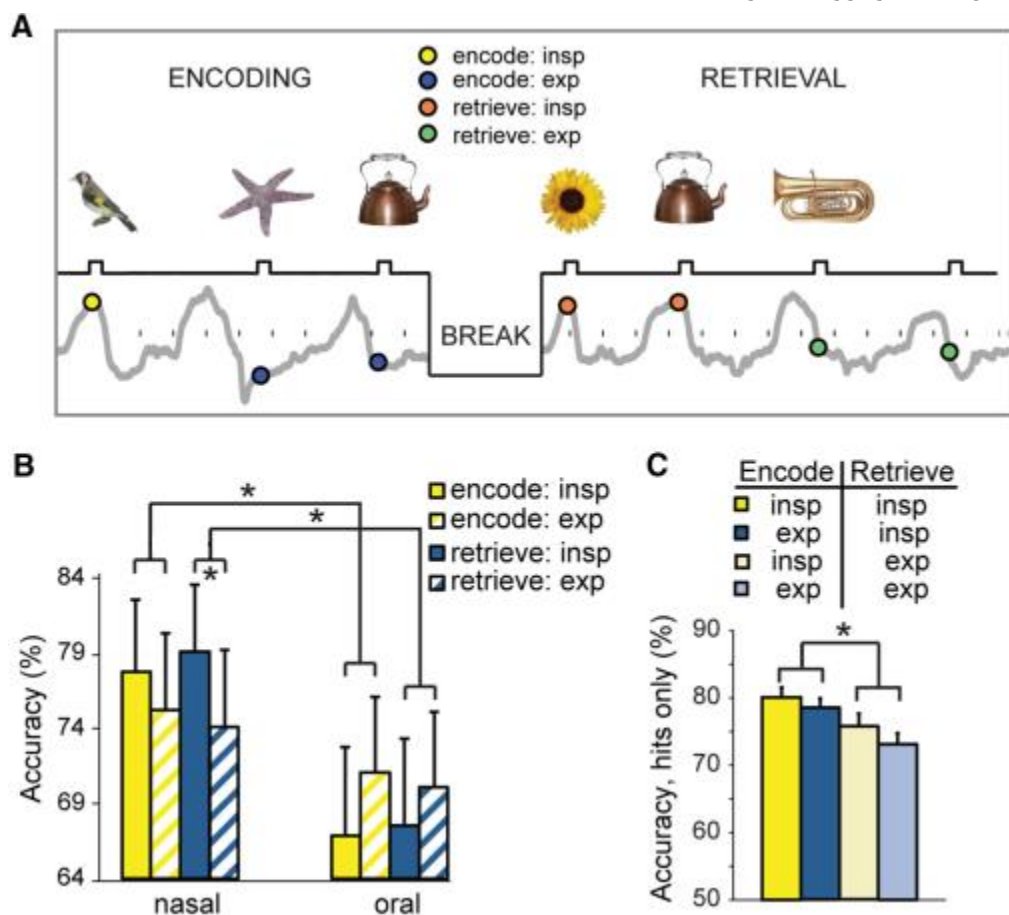 A
ENCODING
encode: insp
encode: exp
retrieve: insp
retrieve: exp
RETRIEVAL
BREAK
B
*
*
*
encode: insp
encode: exp
retrieve: insp
retrieve: exp
Accuracy (%)
84
79
74
69
64
nasal
oral
C
Encode Retrieve
insp insp
exp insp
insp exp
exp exp
Accuracy, hits only (%)
90
80
70
60
50
*